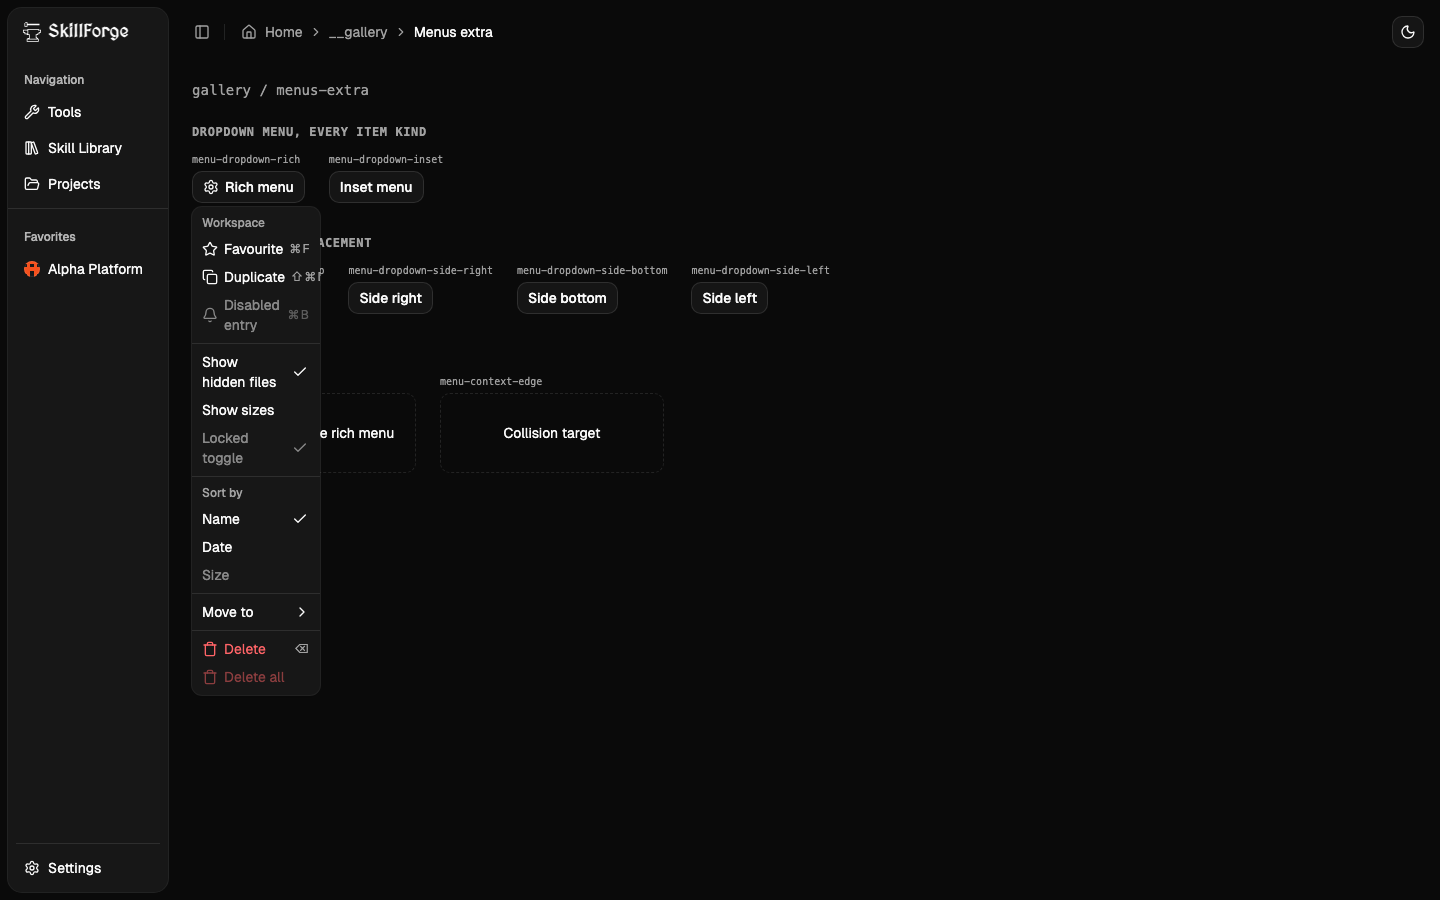 SkillForge
Home > __gallery > Menus extra
Navigation
Tools
Skill Library
Projects
Favorites
Alpha Platform
Settings
gallery / menus-extra
DROPDOWN MENU, EVERY ITEM KIND
menu-dropdown-rich menu-dropdown-inset
Rich menu Inset menu
Workspace
Favourite ⌘F
Duplicate ⇧⌘
Disabled
entry ⌘B
Show
hidden files
Show sizes
Locked
toggle
Sort by
Name
Date
Size
Move to
Delete ⌫
Delete all
ACEMENT
menu-dropdown-side-right menu-dropdown-side-bottom menu-dropdown-side-left
Side right Side bottom Side left
menu-context-edge
e rich menu Collision target